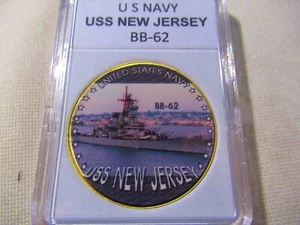 U S NAVY
USS NEW JERSEY
BB-62
UNITED STATES NAVY
BB-62
USS NEW JERSEY